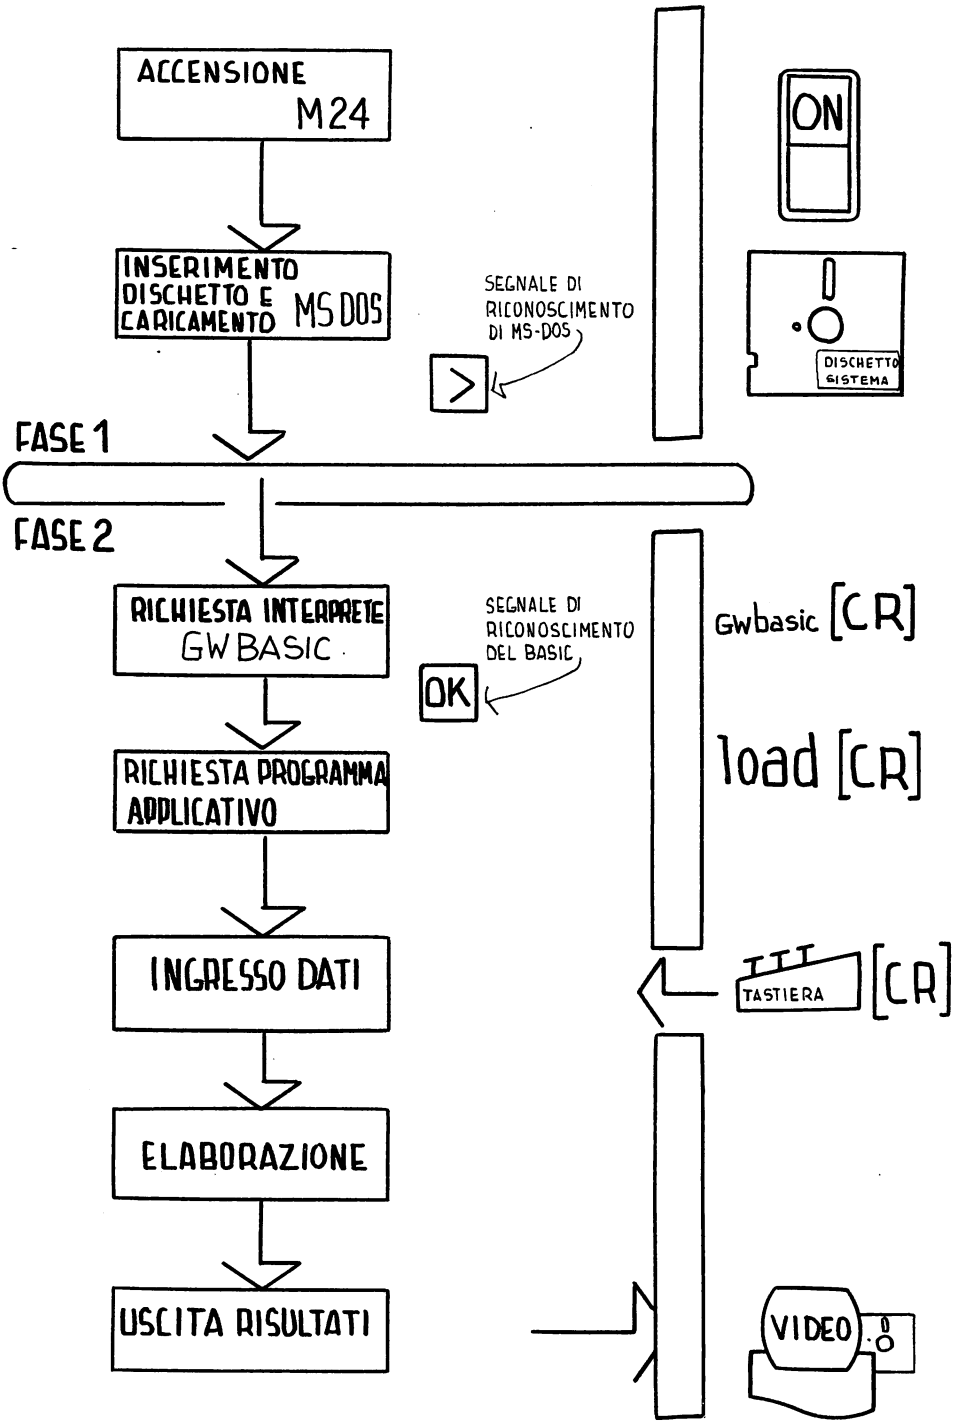 ACCENSIONE
M24
ON
INSERIMENTO
DISCHETTO E
CARICAMENTO
MS DOS
SEGNALE DI
RICONOSCIMENTO
DI MS-DOS
>
DISCHETTO
SISTEMA
FASE 1
FASE 2
RICHIESTA INTERPRETE
GW BASIC
SEGNALE DI
RICONOSCIMENTO
DEL BASIC
OK
GWbasic [CR]
RICHIESTA PROGRAMMA
APPLICATIVO
load [CR]
INGRESSO DATI
TASTIERA
[CR]
ELABORAZIONE
USCITA RISULTATI
VIDEO